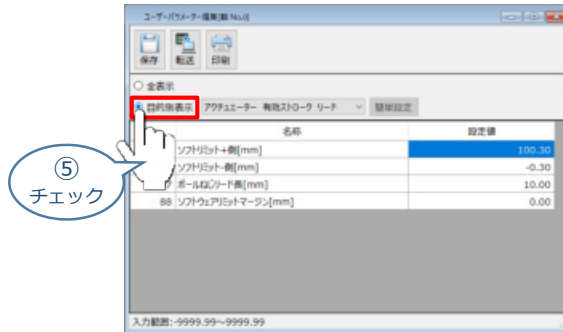 ユーザーパラメーター編集[軸 No.0]
保存 転送 印刷
全表示
目的別表示 アクチュエーター 有効ストローク リード 簡単設定
名称 設定値
ソフトリミット+側[mm] 100.30
ソフトリミット-側[mm] -0.30
ボールねじリード長[mm] 10.00
88 ソフトウェアリミットマージン[mm] 0.00
⑤
チェック
入力範囲:-9999.99~9999.99